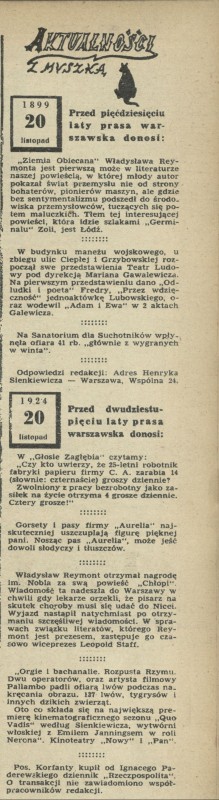 AKTUALNOŚCI
Z MYSZKĄ
1899
20
listopad
Przed pięćdziesięciu
laty prasa war-
szawska donosi:
„Ziemia Obiecana" Władysława Rey-
monta jest pierwszą może w literaturze
naszej powieścią, w której młody autor
pokazał świat przemysłu nie od strony
bohaterów, pionierów maszyn, ale gdzie
bez sentymentalizmu podszedł do środo-
wiska przemysłowców, tuczących się po-
tem maluczkich. Tłem tej interesującej
powieści, która idzie szlakami „Germi-
nalu" Zoli, jest Łódź.
::::::::
W budynku maneżu wojskowego, u
zbiegu ulic Ciepłej i Grzybowskiej roz-
począł swe przedstawienia Teatr Ludo-
wy pod dyrekcją Mariana Gawalewicza.
Na pierwszym przedstawieniu dano „Od-
ludki i poeta" Fredry, „Przez wdzię-
czność" jednoaktówkę Lubowskiego, o-
raz wodewil „Adam i Ewa" w 2 aktach
Galewicza.
::::::::
Na Sanatorium dla Suchotników wpły-
nęła ofiara 41 rb. „głównie z wygranych
w winta".
::::::::
Odpowiedzi redakcji: Adres Henryka
Sienkiewicza — Warszawa, Wspólna 24.
1924
20
listopad
Przed dwudziestu-
pięciu laty prasa
warszawska donosi:
W „Głosie Zagłębia" czytamy:
„Czy kto uwierzy, że 25-letni robotnik
fabryki papieru firmy C. A. zarabia 14
(słownie: czternaście) groszy dziennie?
Zwolniony z pracy bezrobotny jako za-
siłek na życie otrzyma 4 grosze dziennie.
Cztery grosze!"
::::::::
Gorsety i pasy firmy „Aurelia" naj-
skuteczniej uszczuplają figurę pięknej
pani. Nosząc pas „Aurelia", może jeść
dowoli słodyczy i tłuszczów.
::::::::
Władysław Reymont otrzymał nagrodę
im. Nobla za swą powieść „Chłopi".
Wiadomość ta nadeszła do Warszawy w
chwili gdy lekarze orzekli, że pisarz na
skutek choroby musi się udać do Nicei.
Wyjazd nastąpił natychmiast po otrzy-
maniu szczęśliwej wiadomości. W spra-
wach związku literatów, którego Rey-
mont jest prezesem, zastępuje go cza-
sowo wiceprezes Leopold Staff.
::::::::
„Orgie i bachanalie. Rozpusta Rzymu.
Dwu operatorów, oraz artysta filmowy
Pallambo padli ofiarą lwów podczas na-
kręcania obrazu. 137 lwów, tygrysów i
innych dzikich zwierząt.
Oto co składa się na największą pre-
mierę kinematograficznego sezonu „Quo
Vadis" według Sienkiewicza, wytwórni
włoskiej z Emilem Janningsem w roli
Nerona". Kinoteatry „Nowy" i „Pan".
::::::::
Pos. Korfanty kupił od Ignacego Pa-
derewskiego dziennik „Rzeczpospolita".
O transakcji nie zawiadomiono współ-
pracowników redakcji.